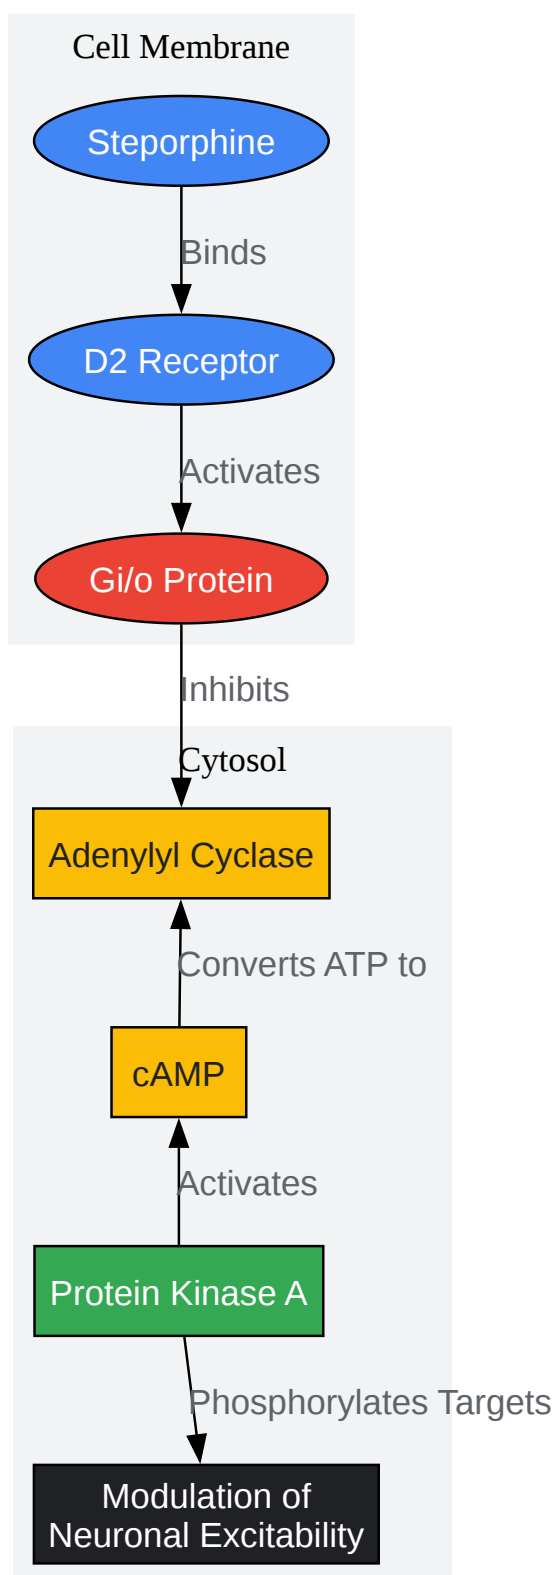 Cell Membrane
Steporphine
Binds
D2 Receptor
Activates
Gi/o Protein
Inhibits
Cytosol
Adenylyl Cyclase
Converts ATP to
cAMP
Activates
Protein Kinase A
Phosphorylates Targets
Modulation of
Neuronal Excitability